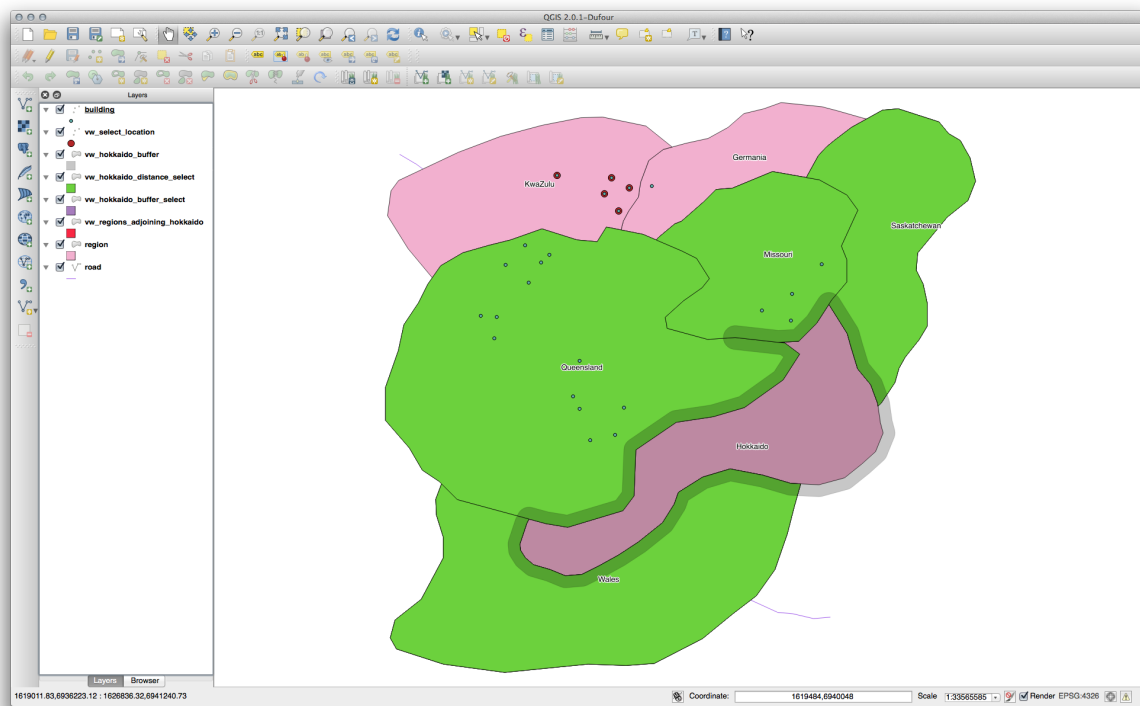 QGIS 2.0.1-Dufour
Layers
building
vw_select_location
vw_hokkaido_buffer
vw_hokkaido_distance_select
vw_hokkaido_buffer_select
vw_regions_adjoining_hokkaido
region
road
Germania
KwaZulu
Saskatchewan
Missouri
Queensland
Hokkaido
Wales
Layers
Browser
1619011.83,6936223.12 : 1626836.32,6941240.73
Coordinate:
1619484,6940048
Scale
1:33565585
Render
EPSG:4326